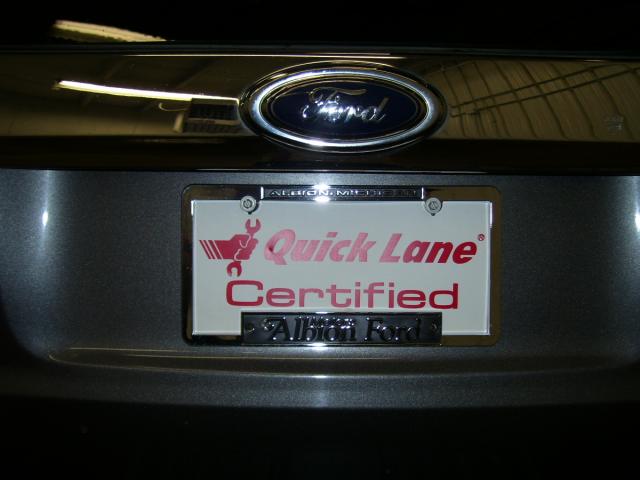 Ford
ALBION, MICHIGAN
Quick Lane®
Certified
Albion Ford